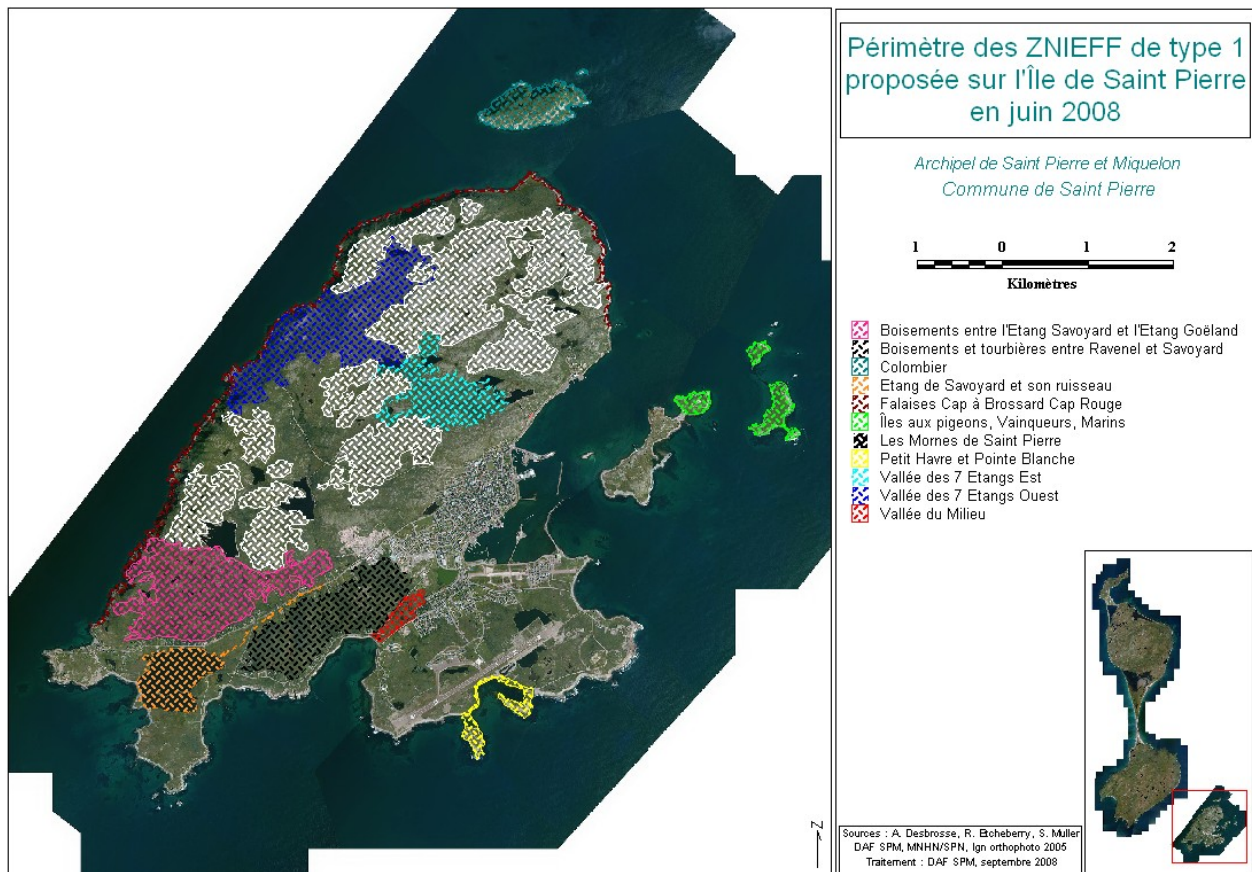 Périmètre des ZNIEFF de type 1
proposée sur l'Île de Saint Pierre
en juin 2008
Archipel de Saint Pierre et Miquelon
Commune de Saint Pierre
1 0 1 2
Kilomètres
Boisements entre l'Etang Savoyard et l'Etang Goëland
Boisements et tourbières entre Ravenel et Savoyard
Colombier
Etang de Savoyard et son ruisseau
Falaises Cap à Brossard Cap Rouge
Îles aux pigeons, Vainqueurs, Marins
Les Mornes de Saint Pierre
Petit Havre et Pointe Blanche
Vallée des 7 Etangs Est
Vallée des 7 Etangs Ouest
Vallée du Milieu
N
Sources : A. Desbrosse, R. Etcheberry, S. Muller
DAF SPM, MNHN/SPN, Ign orthophoto 2005
Traitement : DAF SPM, septembre 2008